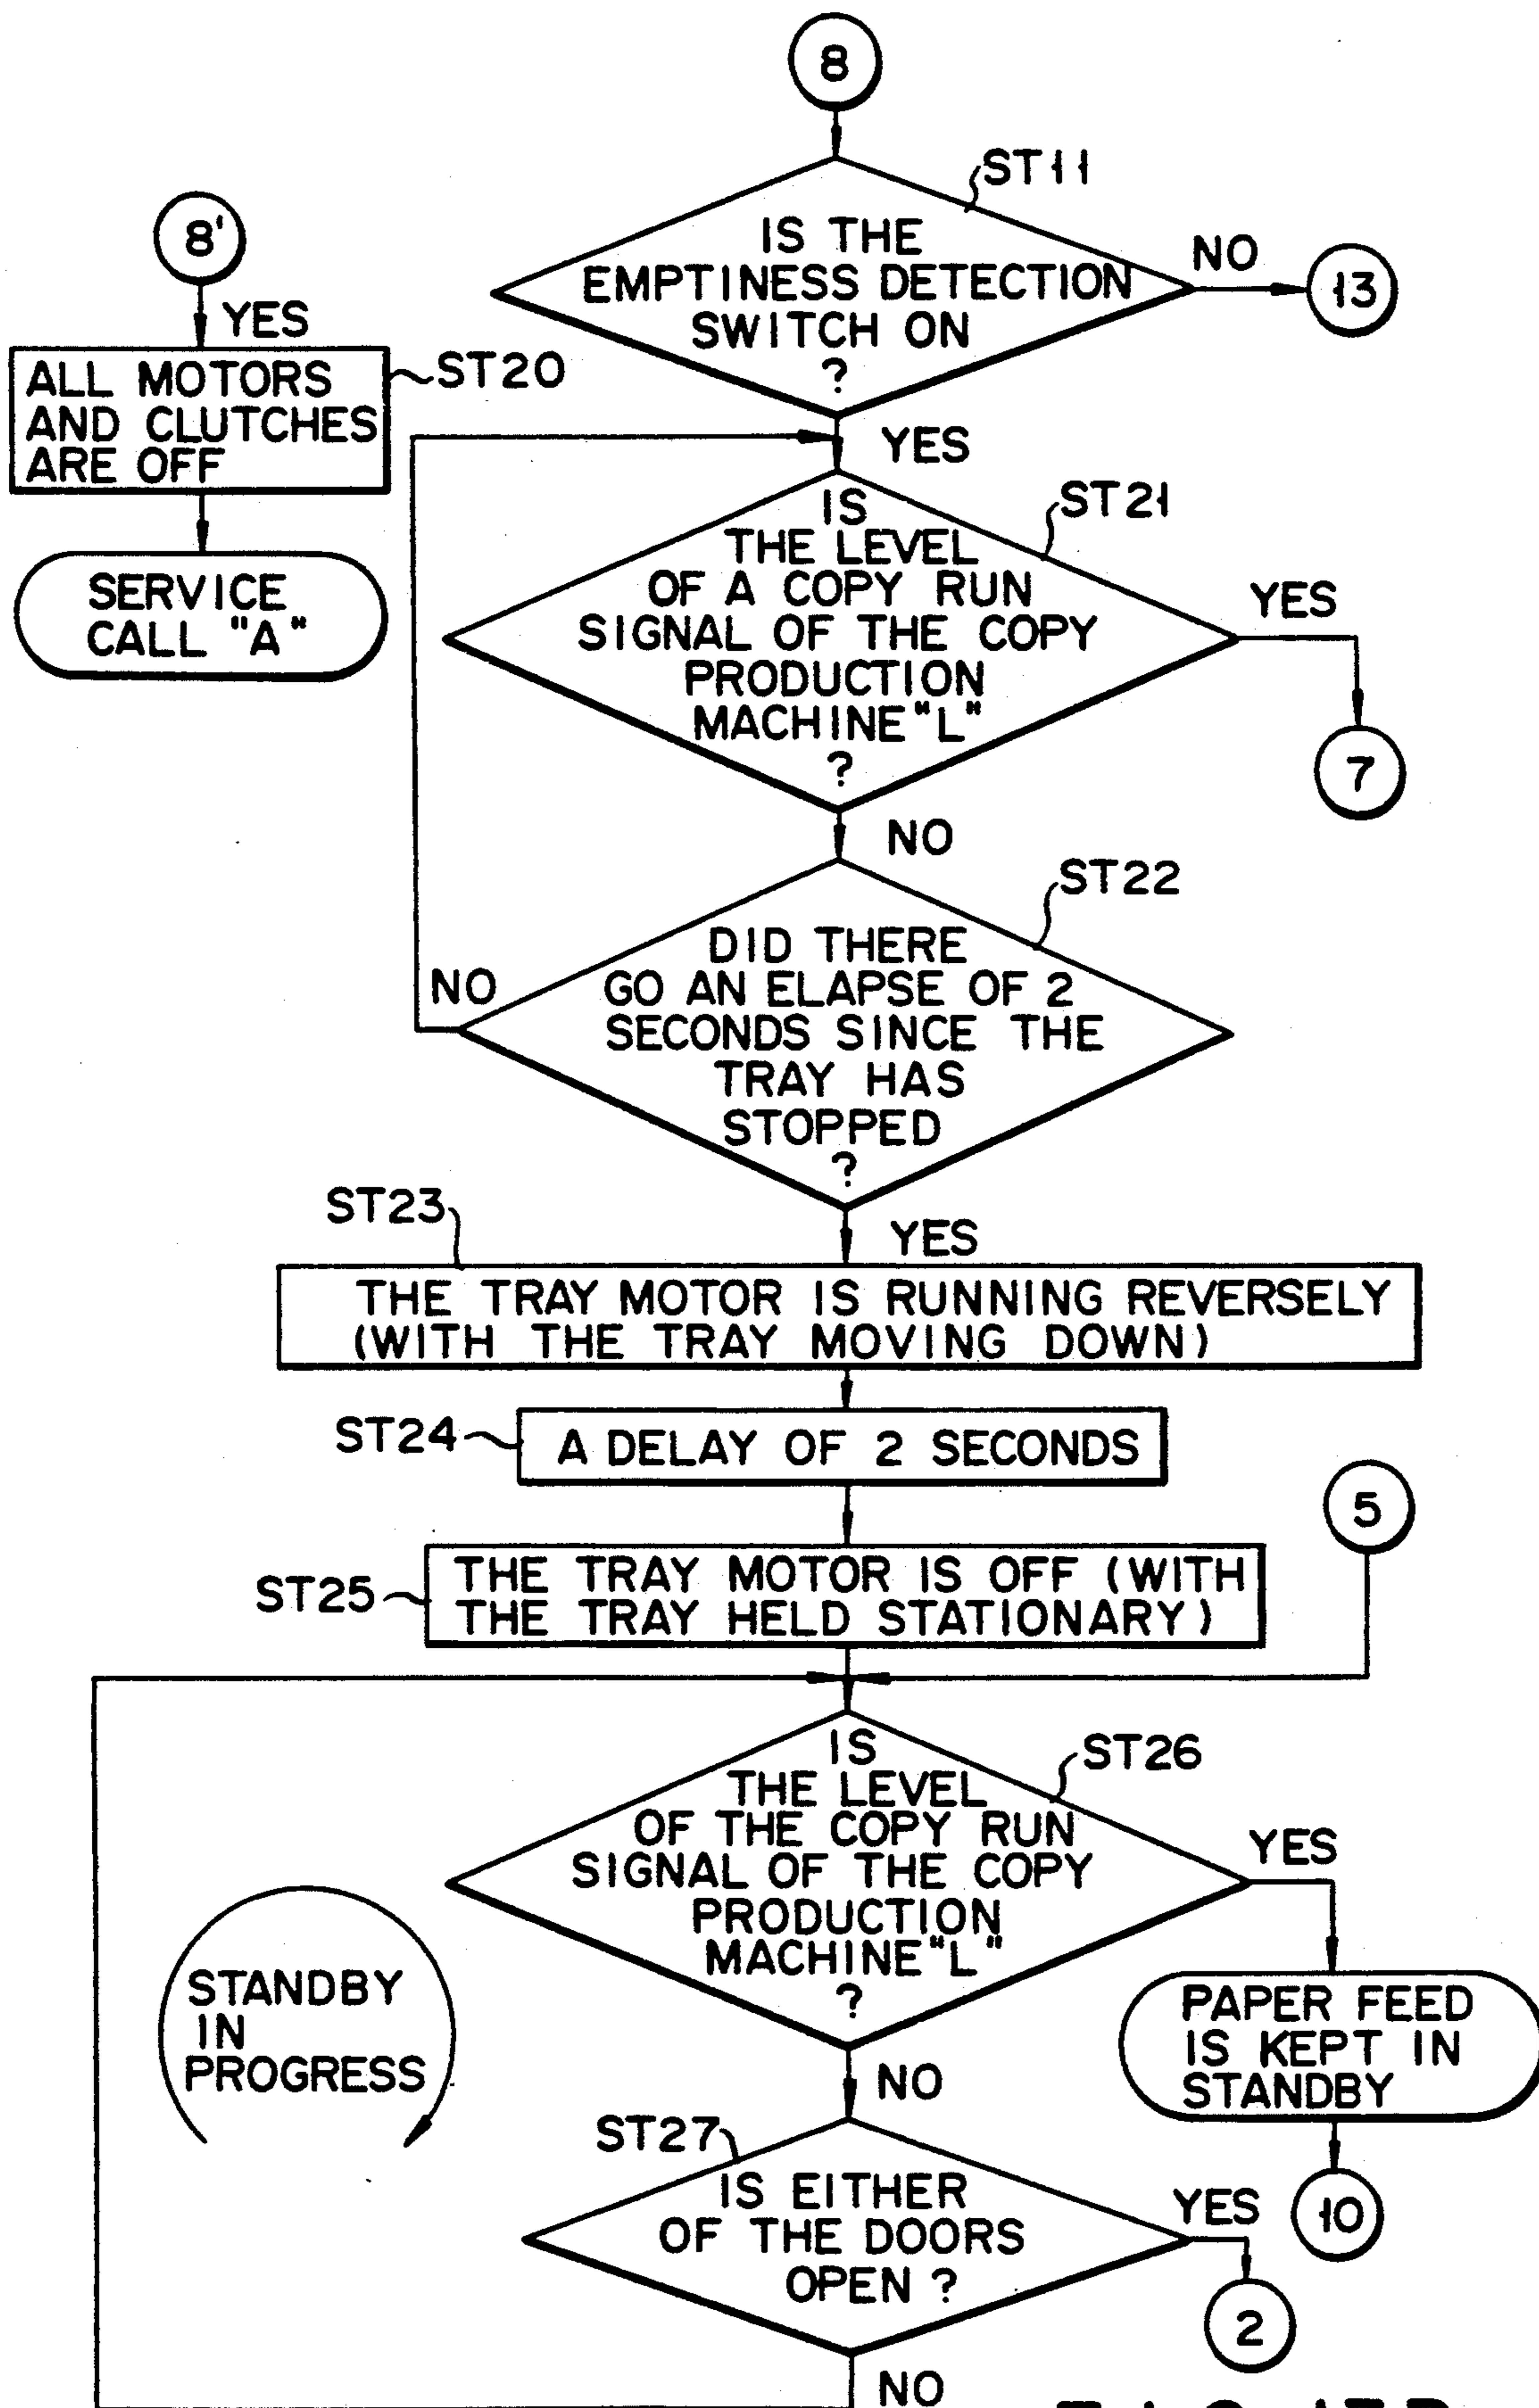 8
ST11
IS THE
EMPTINESS DETECTION
SWITCH ON
?
NO
13
8'
YES
ALL MOTORS
AND CLUTCHES
ARE OFF
ST20
SERVICE
CALL "A"
YES
ST21
IS
THE LEVEL
OF A COPY RUN
SIGNAL OF THE COPY
PRODUCTION
MACHINE "L"
?
YES
7
NO
ST22
DID THERE
GO AN ELAPSE OF 2
SECONDS SINCE THE
TRAY HAS
STOPPED
?
NO
YES
ST23
THE TRAY MOTOR IS RUNNING REVERSELY
(WITH THE TRAY MOVING DOWN)
ST24
A DELAY OF 2 SECONDS
5
ST25
THE TRAY MOTOR IS OFF (WITH
THE TRAY HELD STATIONARY)
ST26
IS
THE LEVEL
OF THE COPY RUN
SIGNAL OF THE COPY
PRODUCTION
MACHINE "L"
?
YES
PAPER FEED
IS KEPT IN
STANDBY
10
STANDBY
IN
PROGRESS
NO
ST27
IS EITHER
OF THE DOORS
OPEN ?
YES
2
NO